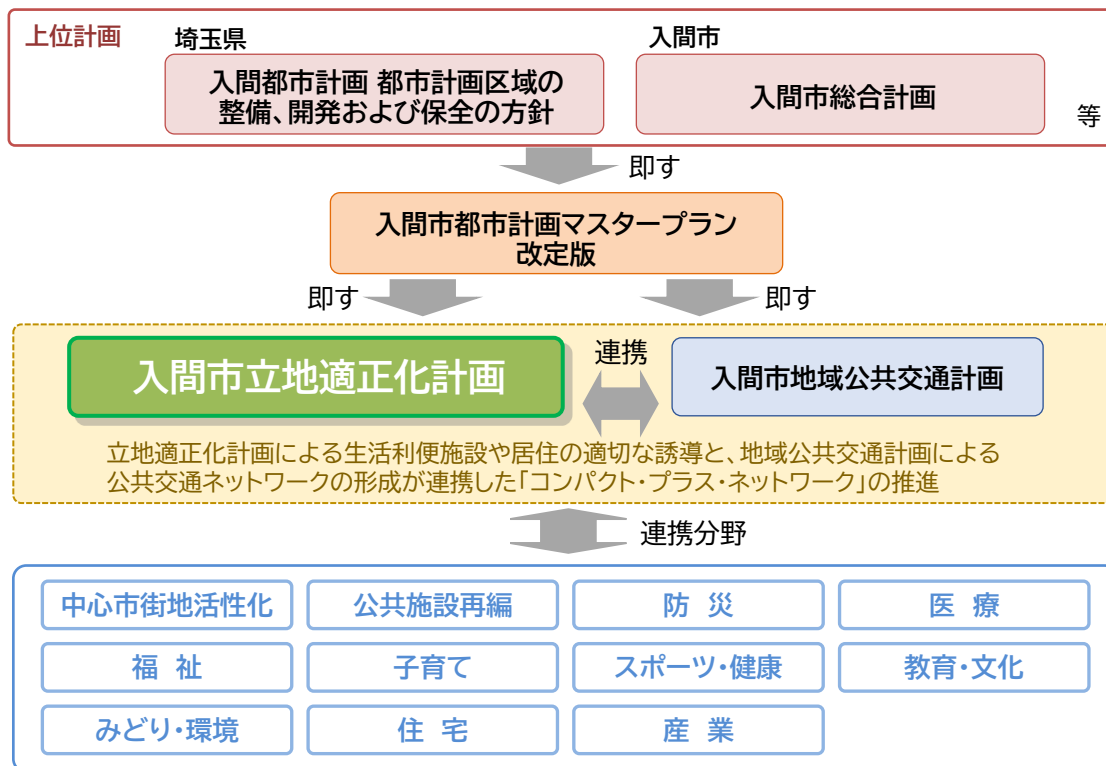 上位計画
埼玉県
入間都市計画 都市計画区域の
整備、開発および保全の方針
入間市
入間市総合計画
等
即す
入間市都市計画マスタープラン
改定版
即す
即す
入間市立地適正化計画
連携
入間市地域公共交通計画
立地適正化計画による生活利便施設や居住の適切な誘導と、地域公共交通計画による
公共交通ネットワークの形成が連携した「コンパクト・プラス・ネットワーク」の推進
連携分野
中心市街地活性化
公共施設再編
防 災
医 療
福 祉
子育て
スポーツ・健康
教育・文化
みどり・環境
住 宅
産 業